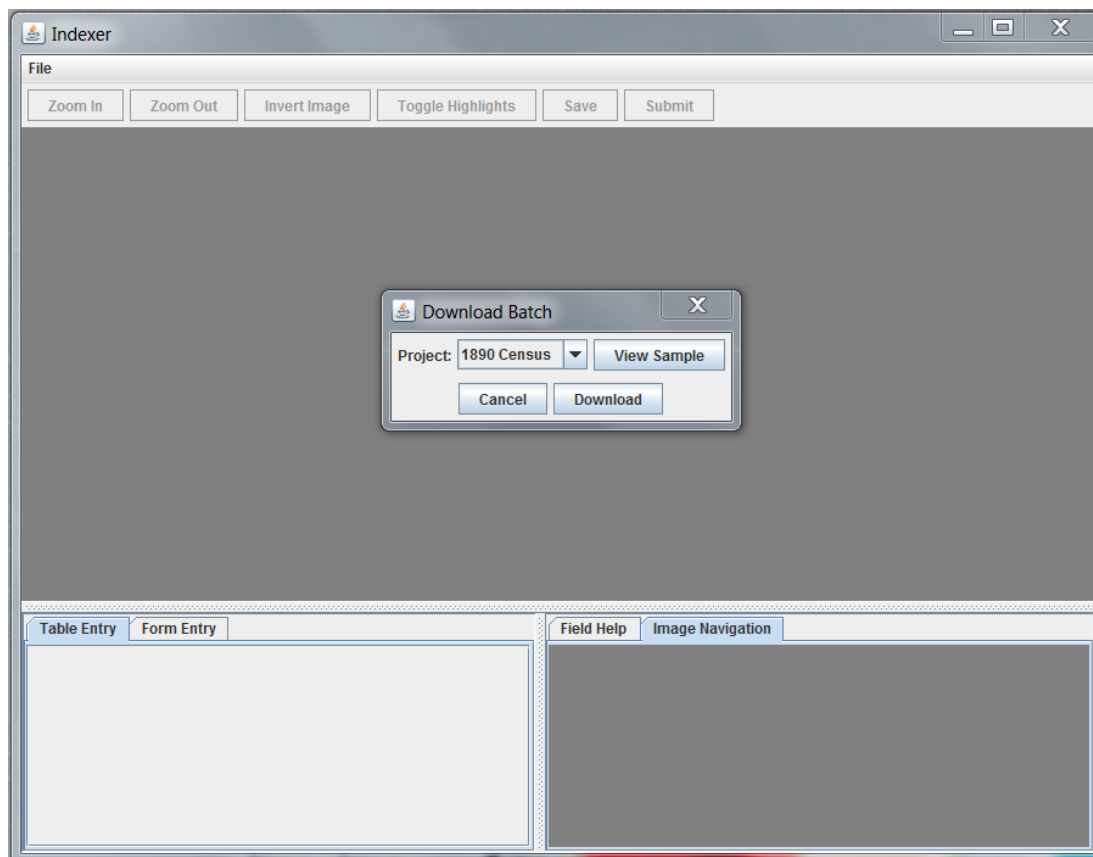 Indexer
File
Zoom In Zoom Out Invert Image Toggle Highlights Save Submit
Download Batch
Project: 1890 Census View Sample
Cancel Download
Table Entry Form Entry Field Help Image Navigation